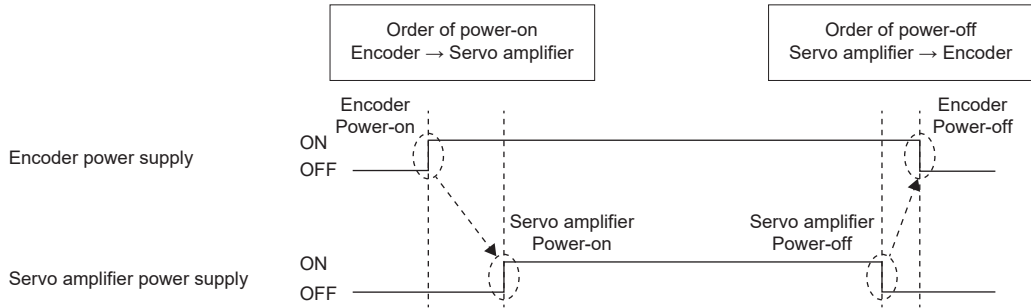 Order of power-on
Encoder → Servo amplifier
Order of power-off
Servo amplifier → Encoder
Encoder
Power-on
Encoder
Power-off
Encoder power supply
ON
OFF
Servo amplifier
Power-on
Servo amplifier
Power-off
Servo amplifier power supply
ON
OFF